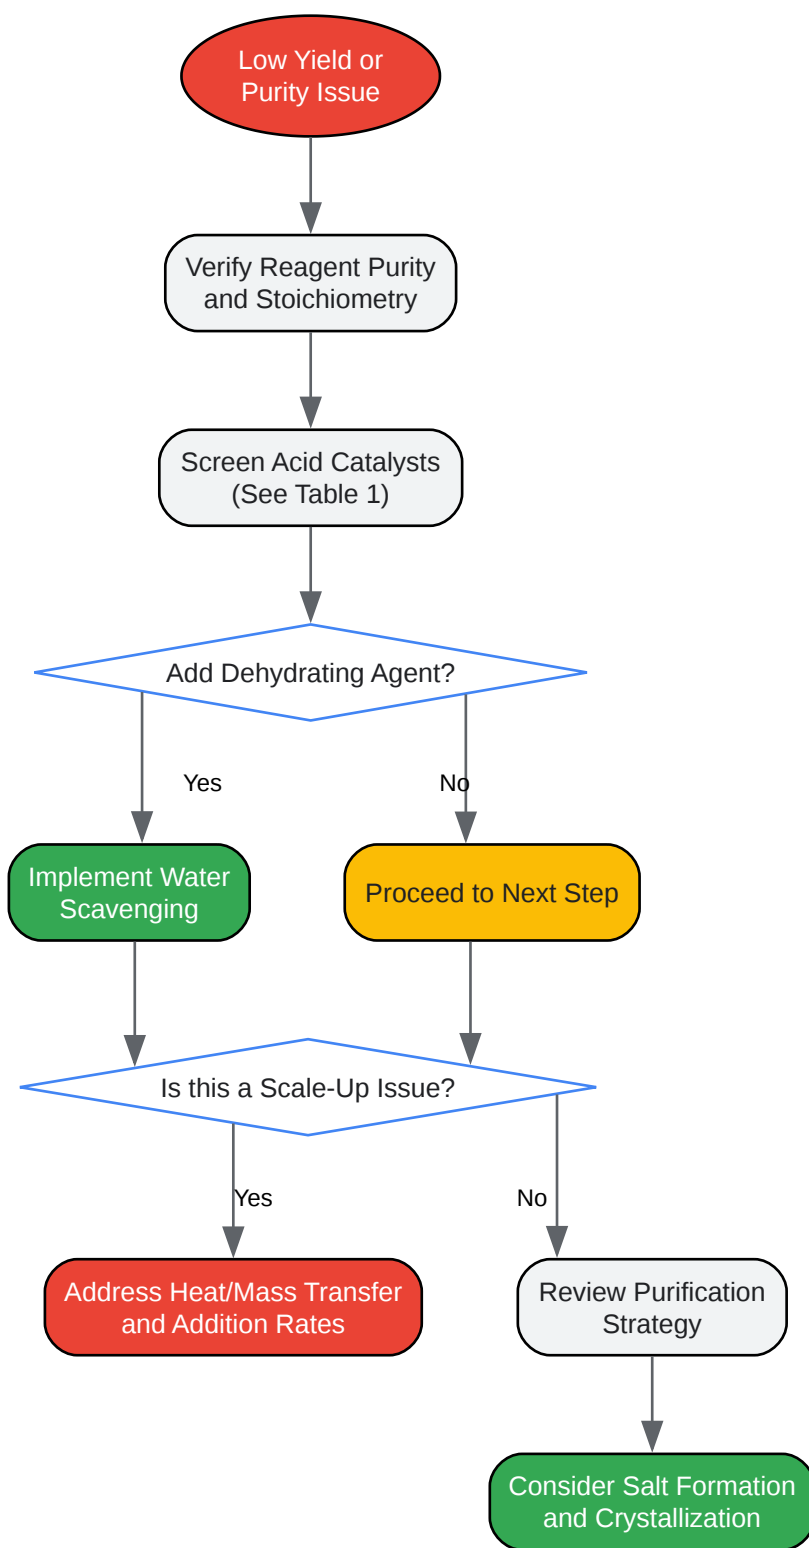 Low Yield or
Purity Issue
Verify Reagent Purity
and Stoichiometry
Screen Acid Catalysts
(See Table 1)
Add Dehydrating Agent?
Yes
No
Implement Water
Scavenging
Proceed to Next Step
Is this a Scale-Up Issue?
Yes
No
Address Heat/Mass Transfer
and Addition Rates
Review Purification
Strategy
Consider Salt Formation
and Crystallization